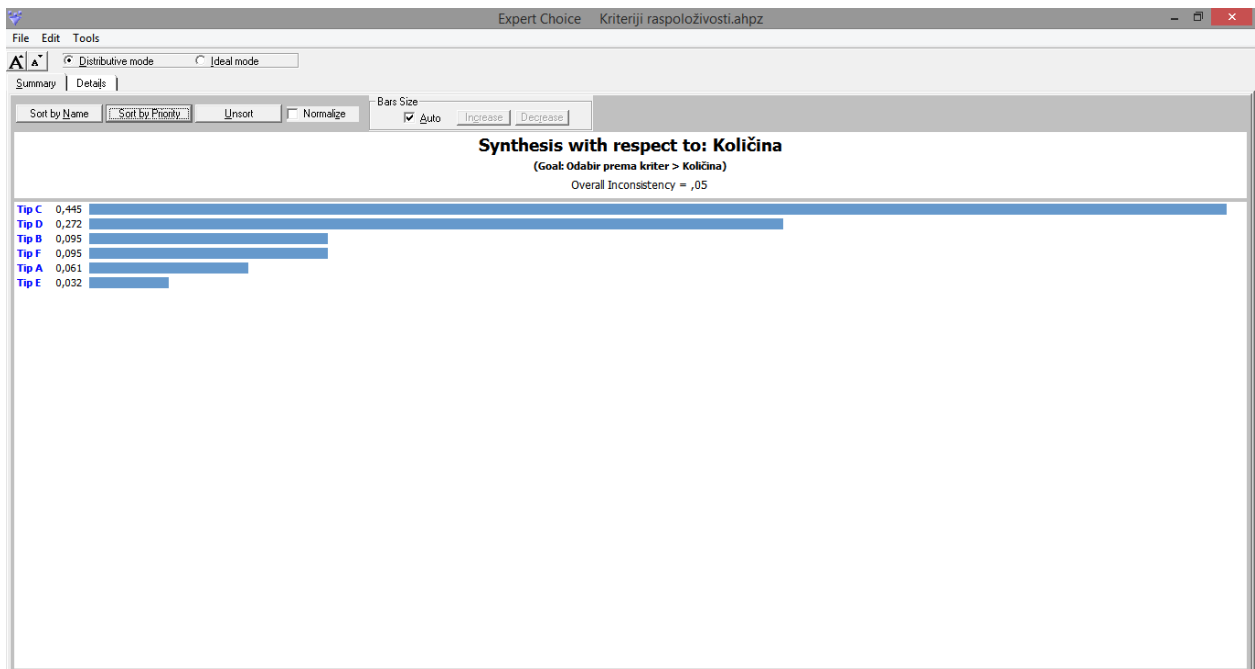 Expert Choice Kriteriji raspoloživosti.ahpz
File Edit Tools
A A Distributive mode Ideal mode
Summary Details
Sort by Name Sort by Priority Unsort Normalize Bars Size Auto Increase Decrease
Synthesis with respect to: Količina
(Goal: Odabir prema kriter > Količina)
Overall Inconsistency = ,05
Tip C 0,445
Tip D 0,272
Tip B 0,095
Tip F 0,095
Tip A 0,061
Tip E 0,032